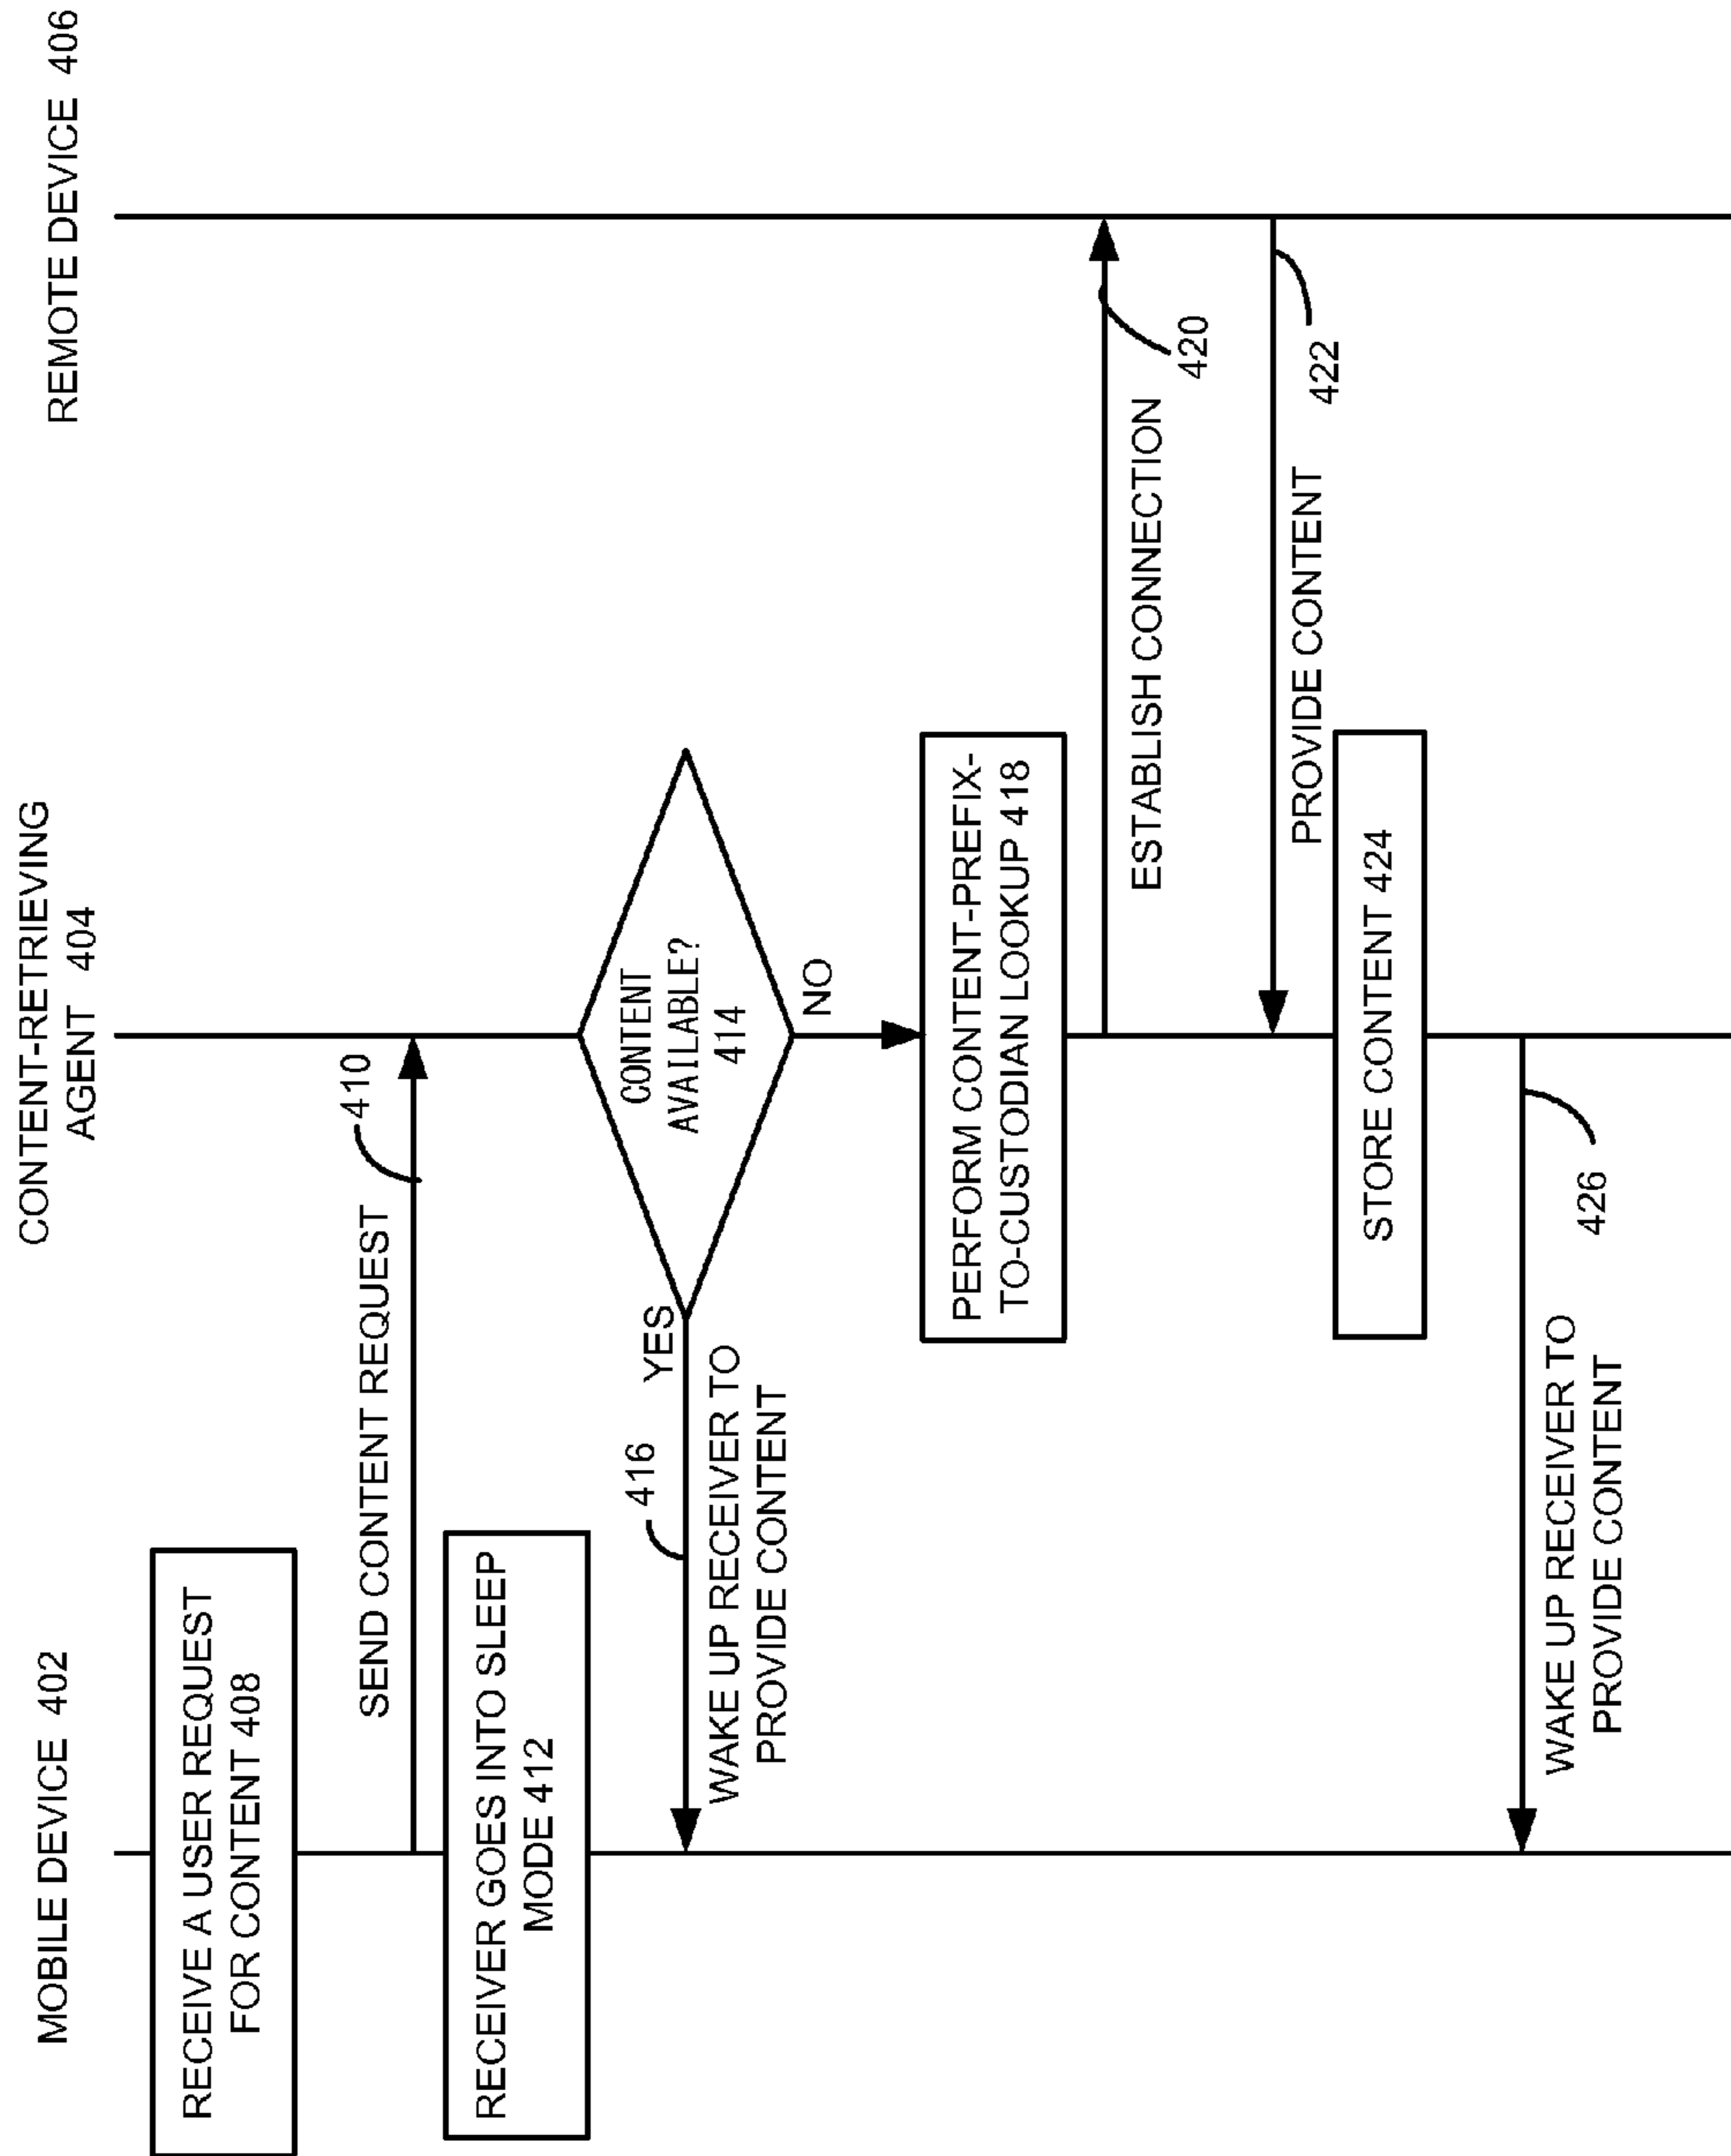 MOBILE DEVICE 402
CONTENT-RETRIEVING
AGENT 404
REMOTE DEVICE 406
RECEIVE A USER REQUEST
FOR CONTENT 408
SEND CONTENT REQUEST
410
RECEIVER GOES INTO SLEEP
MODE 412
CONTENT
AVAILABLE?
414
YES
416
WAKE UP RECEIVER TO
PROVIDE CONTENT
NO
PERFORM CONTENT-PREFIX-
TO-CUSTODIAN LOOKUP 418
ESTABLISH CONNECTION
420
PROVIDE CONTENT
422
STORE CONTENT 424
426
WAKE UP RECEIVER TO
PROVIDE CONTENT